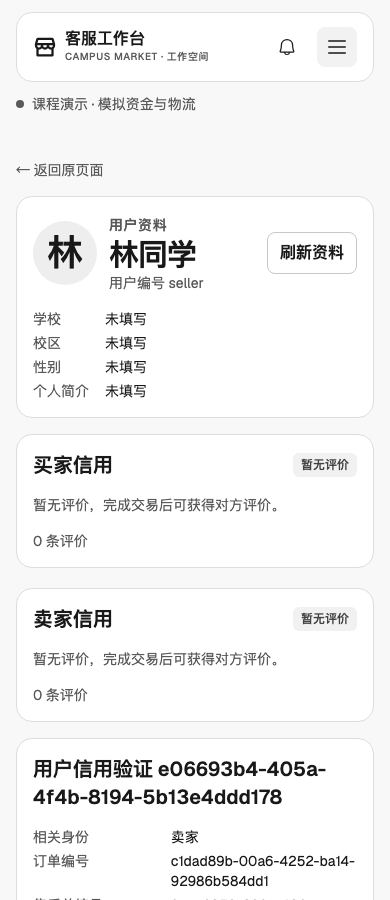 客服工作台
CAMPUS MARKET · 工作空间
课程演示 · 模拟资金与物流
← 返回原页面
林
用户资料
林同学
用户编号 seller
刷新资料
学校 未填写
校区 未填写
性别 未填写
个人简介 未填写
买家信用 暂无评价
暂无评价，完成交易后可获得对方评价。
0 条评价
卖家信用 暂无评价
暂无评价，完成交易后可获得对方评价。
0 条评价
用户信用验证 e06693b4-405a-
4f4b-8194-5b13e4ddd178
相关身份 卖家
订单编号 c1dad89b-00a6-4252-ba14-
92986b584dd1